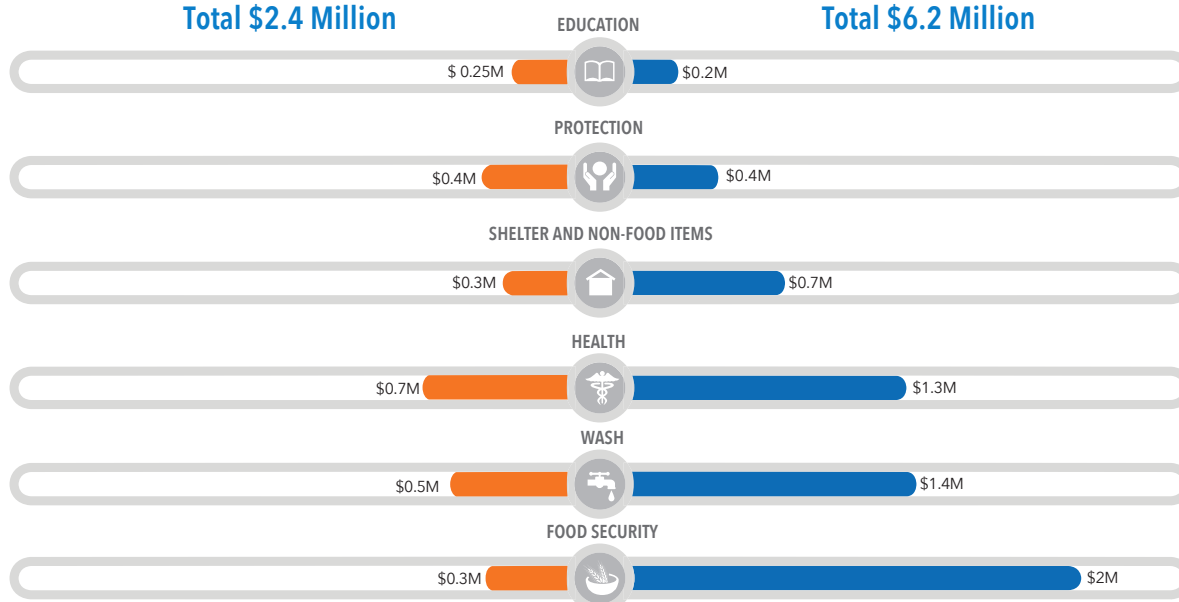 Total $2.4 Million
Total $6.2 Million
EDUCATION
$ 0.25M
$0.2M
PROTECTION
$0.4M
$0.4M
SHELTER AND NON-FOOD ITEMS
$0.3M
$0.7M
HEALTH
$0.7M
$1.3M
WASH
$0.5M
$1.4M
FOOD SECURITY
$0.3M
$2M